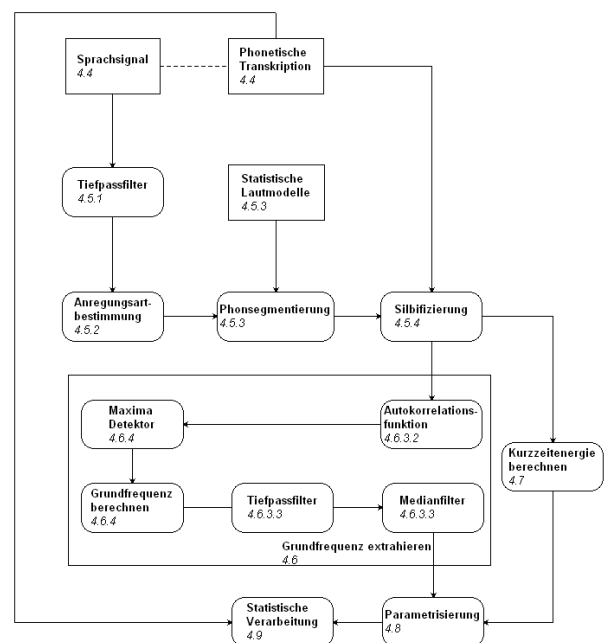 Sprachsignal
4.4
Phonetische
Transkription
4.4
Tiefpassfilter
4.5.1
Statistische
Lautmodelle
4.5.3
Anregungsart-
bestimmung
4.5.2
Phonsegmentierung
4.5.3
Silbifizierung
4.5.4
Maxima
Detektor
4.6.4
Autokorrelations-
funktion
4.6.3.2
Kurzzeitenergie
berechnen
4.7
Grundfrequenz
berechnen
4.6.4
Tiefpassfilter
4.6.3.3
Medianfilter
4.6.3.3
Grundfrequenz extrahieren
4.6
Statistische
Verarbeitung
4.9
Parametrisierung
4.8